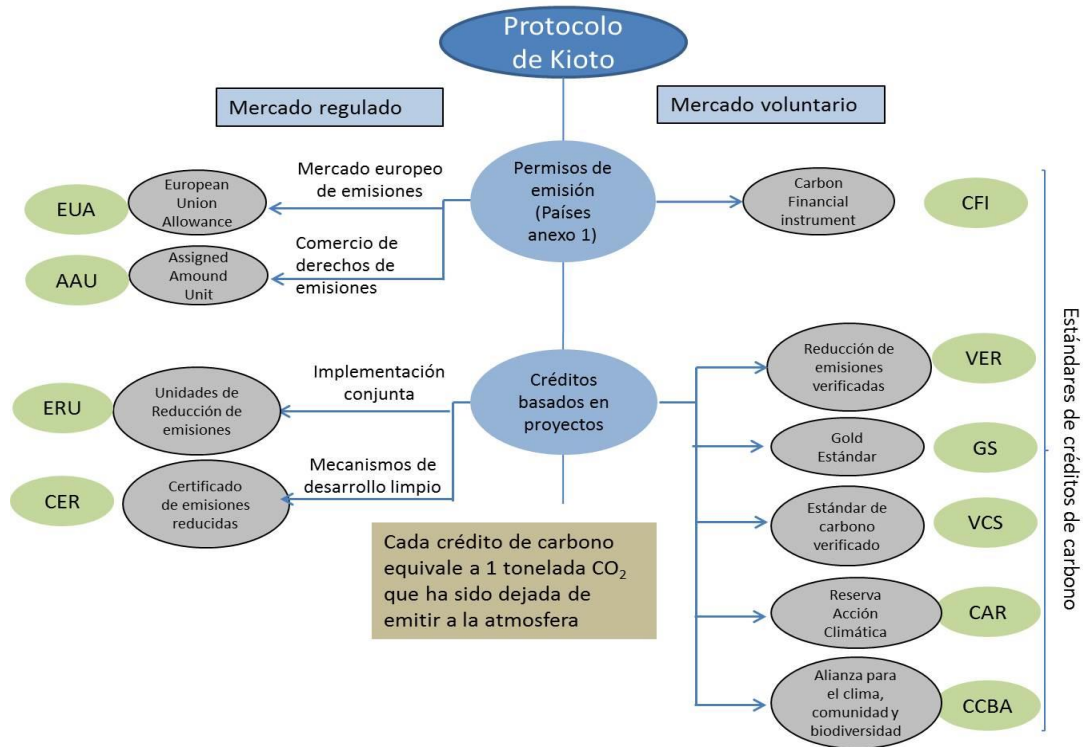 Protocolo
de Kioto
Mercado regulado
Mercado voluntario
Mercado europeo
de emisiones
Permisos de
emisión
(Países
anexo 1)
EUA
European
Union
Allowance
Carbon
Financial
instrument
CFI
AAU
Assigned
Amound
Unit
Comercio de
derechos de
emisiones
ERU
Unidades de
Reducción de
emisiones
Implementación
conjunta
Créditos
basados en
proyectos
Reducción de
emisiones
verificadas
VER
Gold
Estándar
GS
CER
Certificado
de emisiones
reducidas
Mecanismos de
desarrollo limpio
Estándar de
carbono
verificado
VCS
Cada crédito de carbono
equivale a 1 tonelada CO₂
que ha sido dejada de
emitir a la atmosfera
Reserva
Acción
Climática
CAR
Alianza para
el clima,
comunidad y
biodiversidad
CCBA
Estándares de créditos de carbono